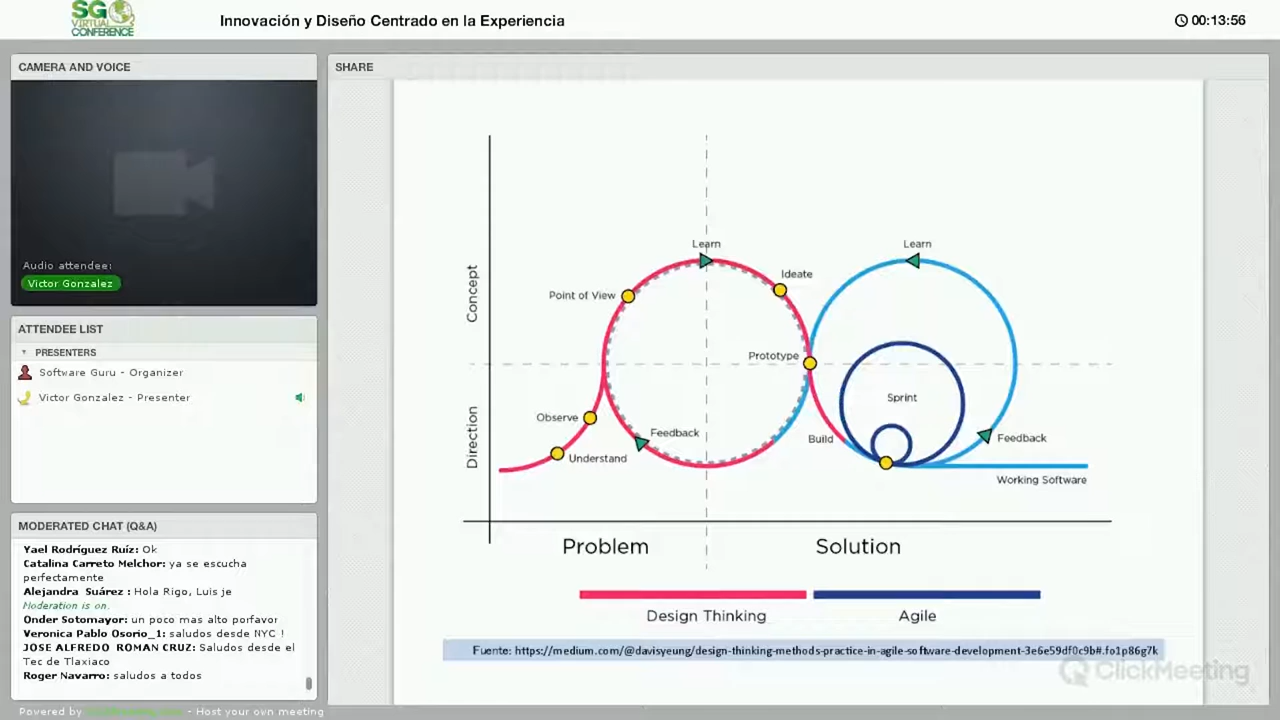 SG
VIRTUAL
CONFERENCE
Innovación y Diseño Centrado en la Experiencia
00:13:56
CAMERA AND VOICE
Audio attendee:
Victor Gonzalez
ATTENDEE LIST
PRESENTERS
Software Guru - Organizer
Victor Gonzalez - Presenter
MODERATED CHAT (Q&A)
Yael Rodríguez Ruíz: Ok
Catalina Carreto Melchor: ya se escucha
perfectamente
Alejandra Suárez : Hola Rigo, Luis je
Moderation is on.
Onder Sotomayor: un poco mas alto porfavor
Veronica Pablo Osorio_1: saludos desde NYC !
JOSE ALFREDO ROMAN CRUZ: Saludos desde el
Tec de Tlaxiaco
Roger Navarro: saludos a todos
Powered by ClickMeeting.com - Host your own meeting
SHARE
Concept
Direction
Learn
Learn
Ideate
Point of View
Prototype
Observe
Sprint
Feedback
Build
Feedback
Understand
Working Software
Problem
Solution
Design Thinking
Agile
Fuente: https://medium.com/@davisyeung/design-thinking-methods-practice-in-agile-software-development-3e6e59df0c9b#.fo1p86g7k
ClickMeeting